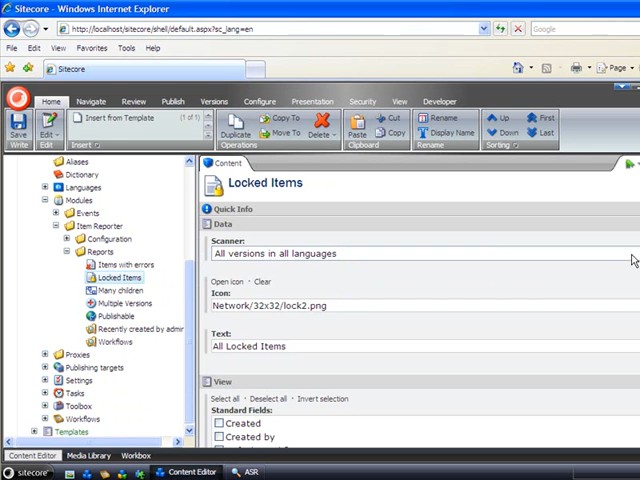 Sitecore - Windows Internet Explorer
http://localhost/sitecore/shell/default.aspx?sc_lang=en
Google
File Edit View Favorites Tools Help
Sitecore
Page
Home Navigate Review Publish Versions Configure Presentation Security View Developer
Save
Write
Edit
Edit
Insert from Template
(1 of 1)
Insert
Duplicate
Copy To
Move To
Delete
Operations
Paste
Cut
Copy
Clipboard
Rename
Display Name
Rename
Up
Down
First
Last
Sorting
Aliases
Dictionary
Languages
Modules
Events
Item Reporter
Configuration
Reports
Items with errors
Locked Items
Many children
Multiple Versions
Publishable
Recently created by admir
Workflows
Proxies
Publishing targets
Settings
Tasks
Toolbox
Workflows
Templates
Content
Locked Items
Quick Info
Data
Scanner:
All versions in all languages
Open icon · Clear
Icon:
Network/32x32/lock2.png
Text:
All Locked Items
View
Select all · Deselect all · Invert selection
Standard Fields:
Created
Created by
Content Editor Media Library Workbox
sitecore
Content Editor
ASR